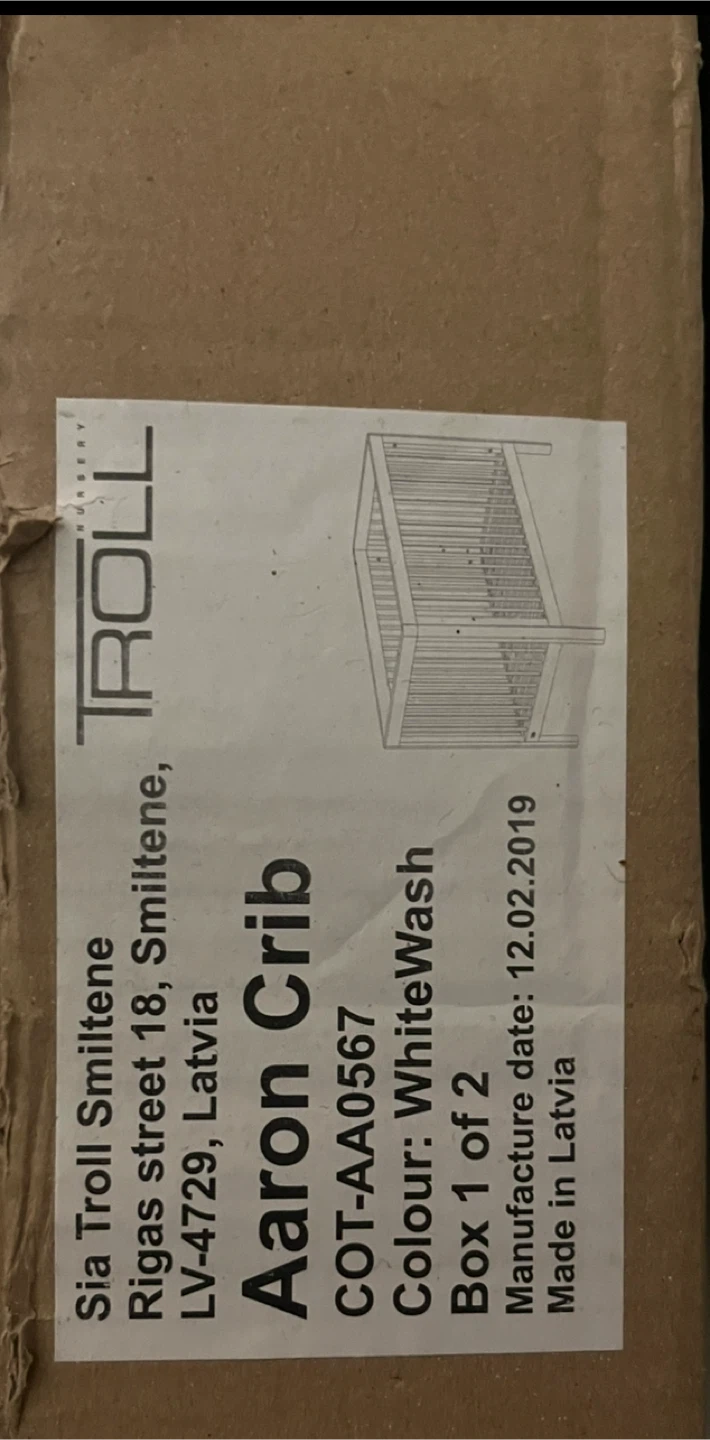 Sia Troll Smiltene
Rigas street 18, Smiltene,
LV-4729, Latvia
NURSERY
TROLL
Aaron Crib
COT-AA0567
Colour: WhiteWash
Box 1 of 2
Manufacture date: 12.02.2019
Made in Latvia